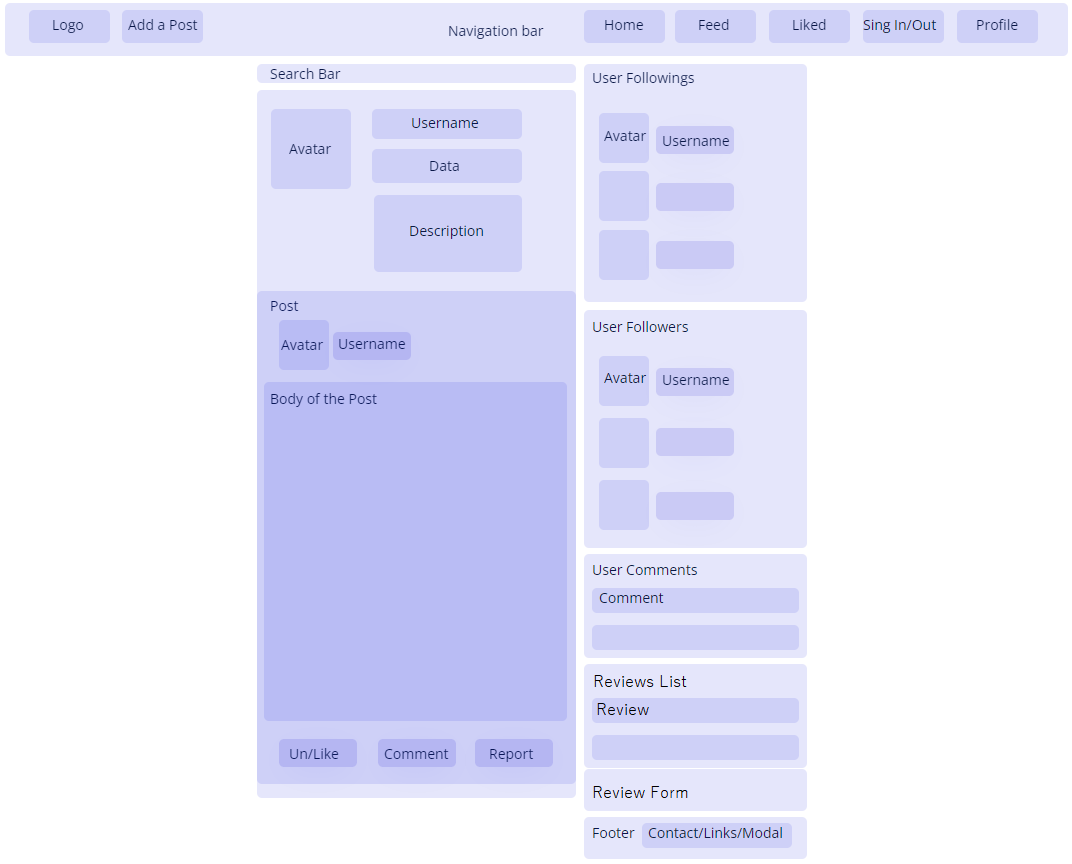 Logo
Add a Post
Navigation bar
Home
Feed
Liked
Sing In/Out
Profile
Search Bar
Avatar
Username
Data
Description
Post
Avatar
Username
Body of the Post
Un/Like
Comment
Report
User Followings
Avatar
Username
User Followers
Avatar
Username
User Comments
Comment
Reviews List
Review
Review Form
Footer
Contact/Links/Modal